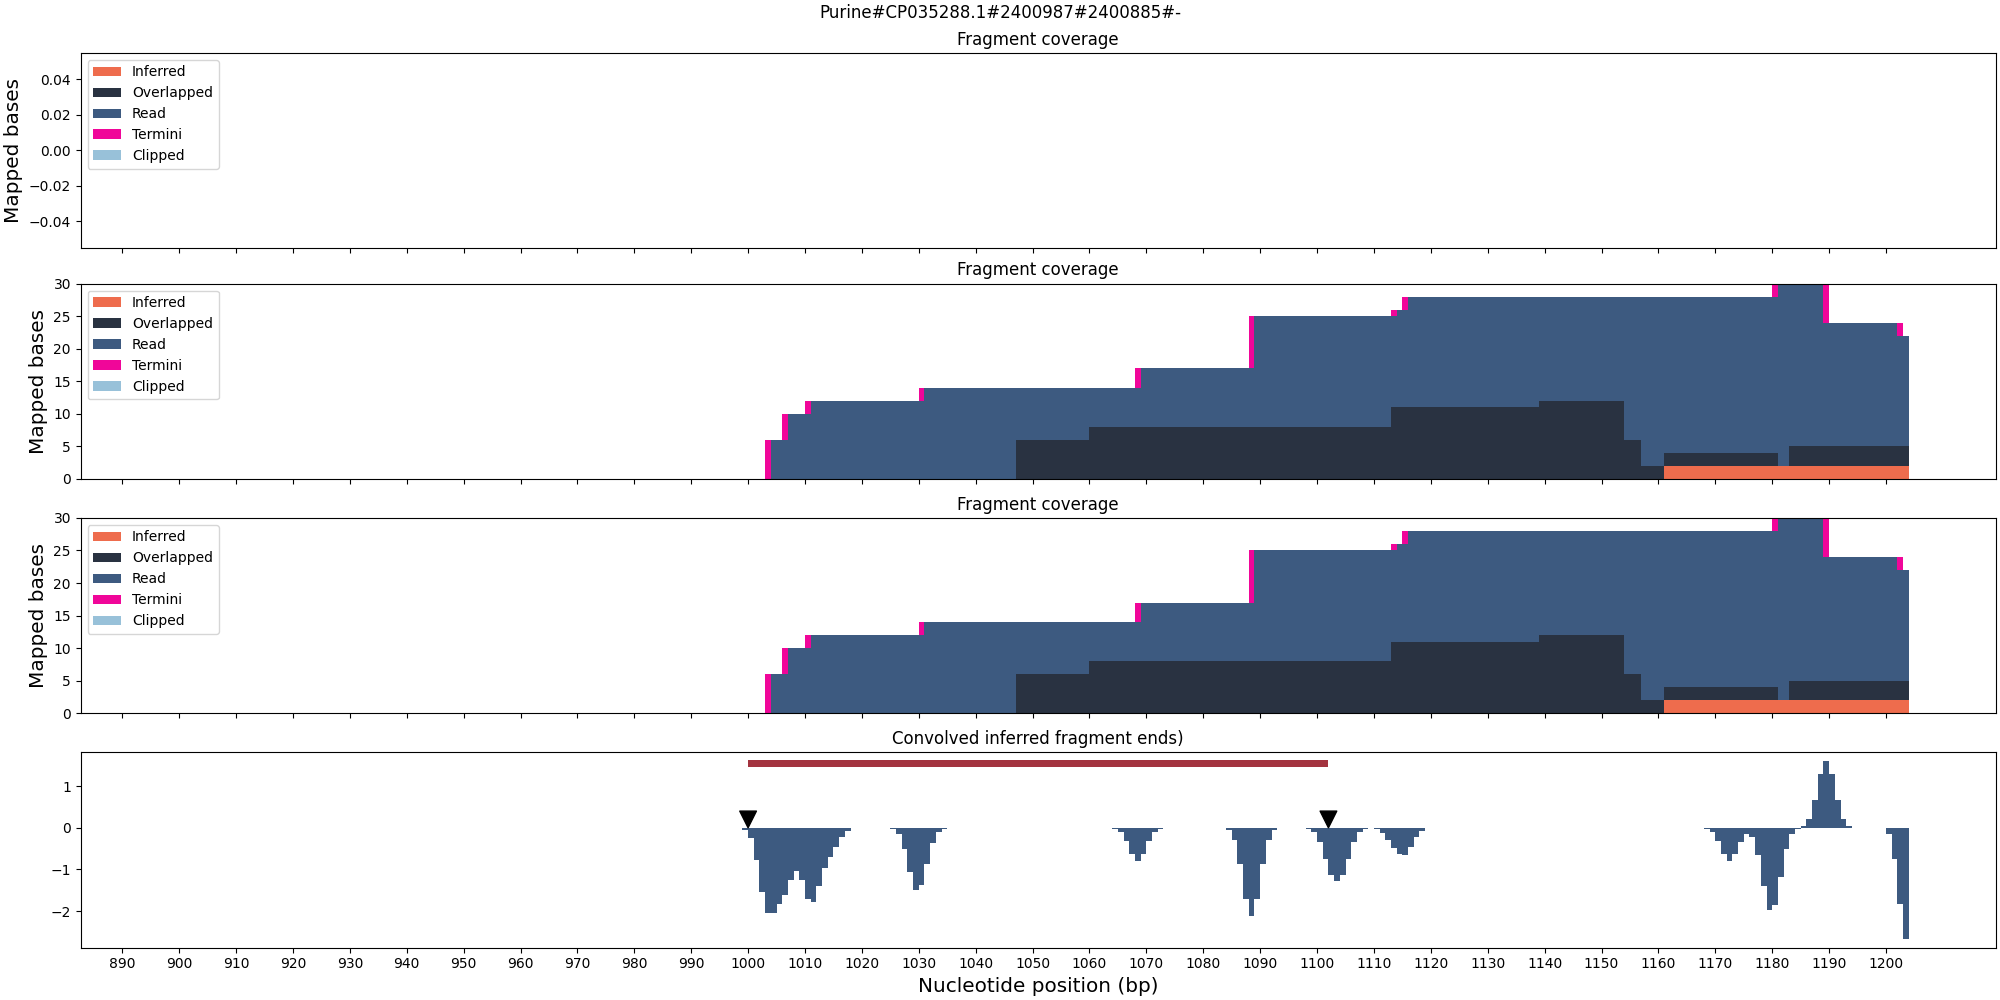 Purine#CP035288.1#2400987#2400885#-
Fragment coverage
Mapped bases
0.04
0.02
0.00
−0.02
−0.04
Inferred
Overlapped
Read
Termini
Clipped
Fragment coverage
Mapped bases
30
25
20
15
10
5
0
Inferred
Overlapped
Read
Termini
Clipped
Fragment coverage
Mapped bases
30
25
20
15
10
5
0
Inferred
Overlapped
Read
Termini
Clipped
Convolved inferred fragment ends)
1
0
−1
−2
890 900 910 920 930 940 950 960 970 980 990 1000 1010 1020 1030 1040 1050 1060 1070 1080 1090 1100 1110 1120 1130 1140 1150 1160 1170 1180 1190 1200
Nucleotide position (bp)